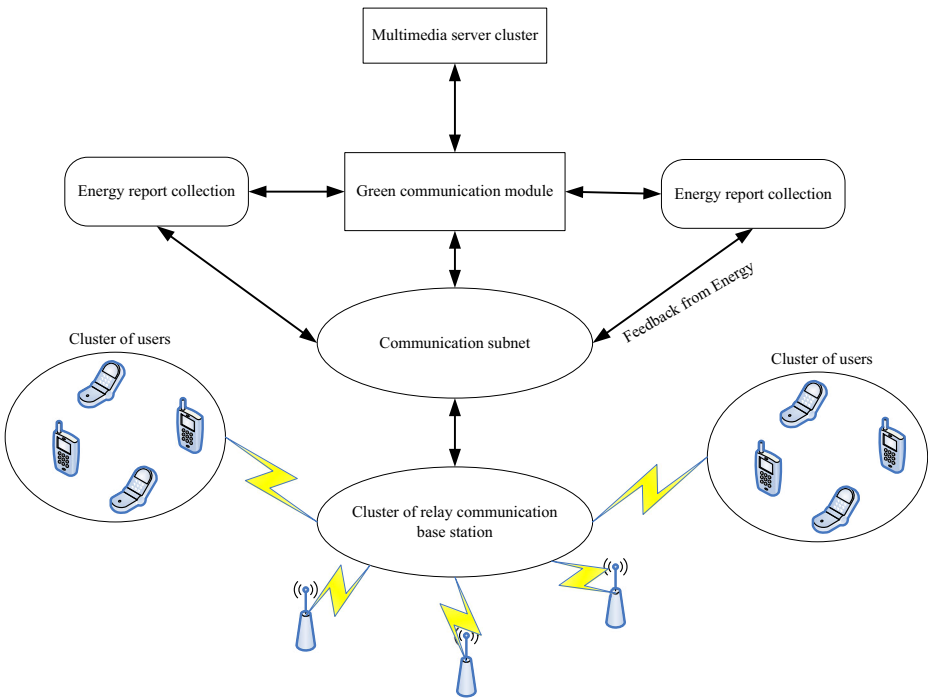 Multimedia server cluster
Energy report collection
Green communication module
Energy report collection
Feedback from Energy
Communication subnet
Cluster of users
Cluster of users
Cluster of relay communication
base station